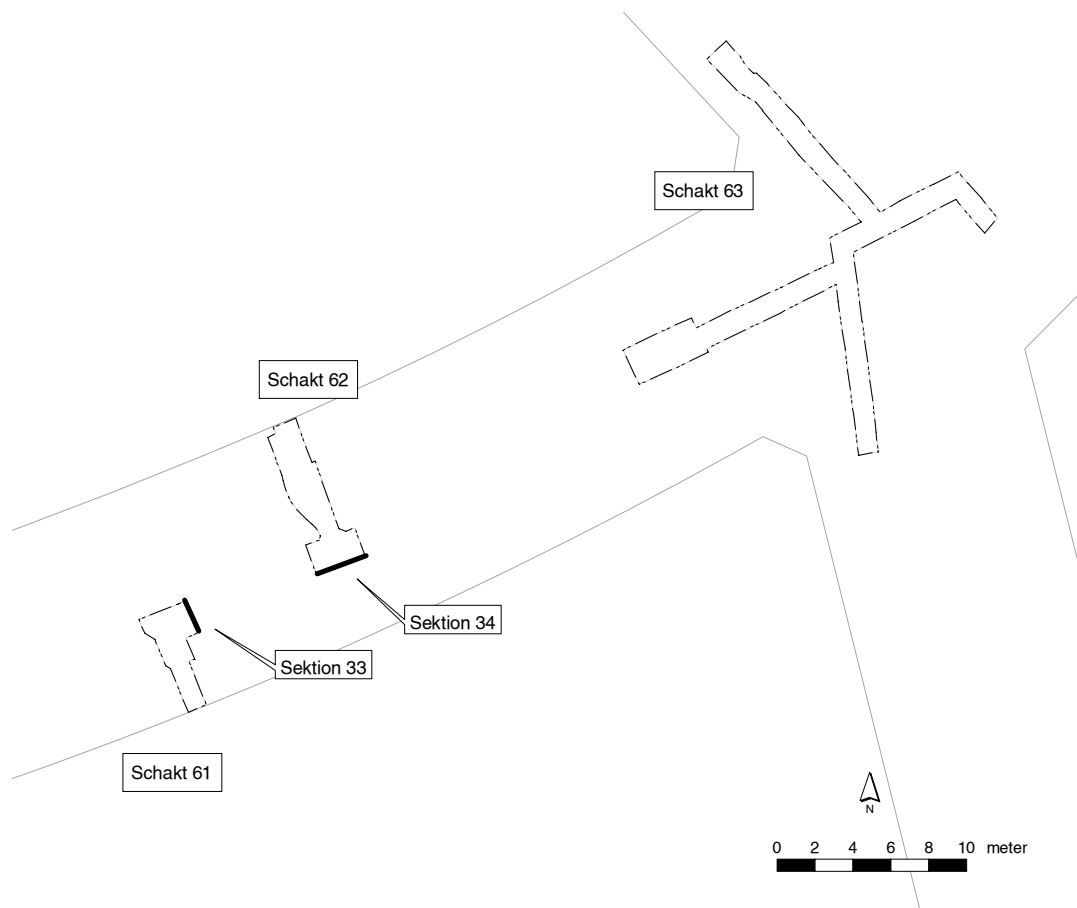 Schakt 63
Schakt 62
Sektion 34
Sektion 33
Schakt 61
N
0 2 4 6 8 10 meter